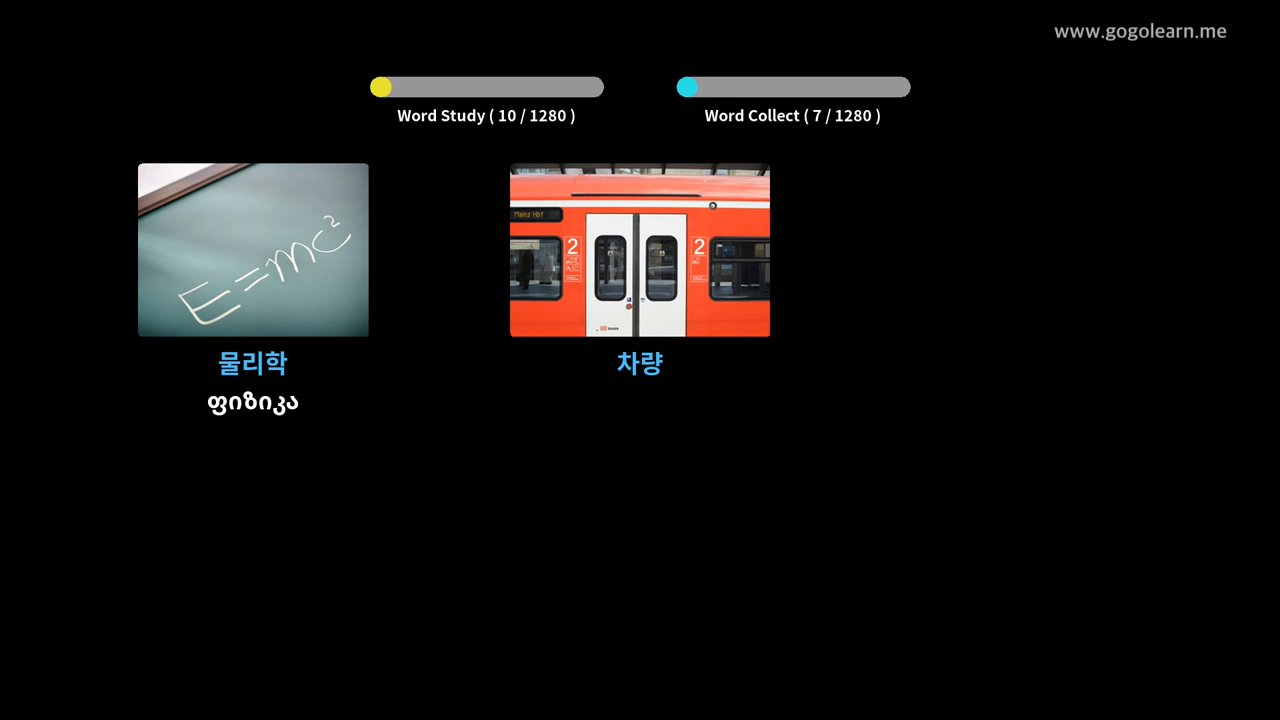 www.gogolearn.me
Word Study ( 10 / 1280 )
Word Collect ( 7 / 1280 )
E=mc²
Mainz Hbf
2
2
물리학
차량
ფიზიკა